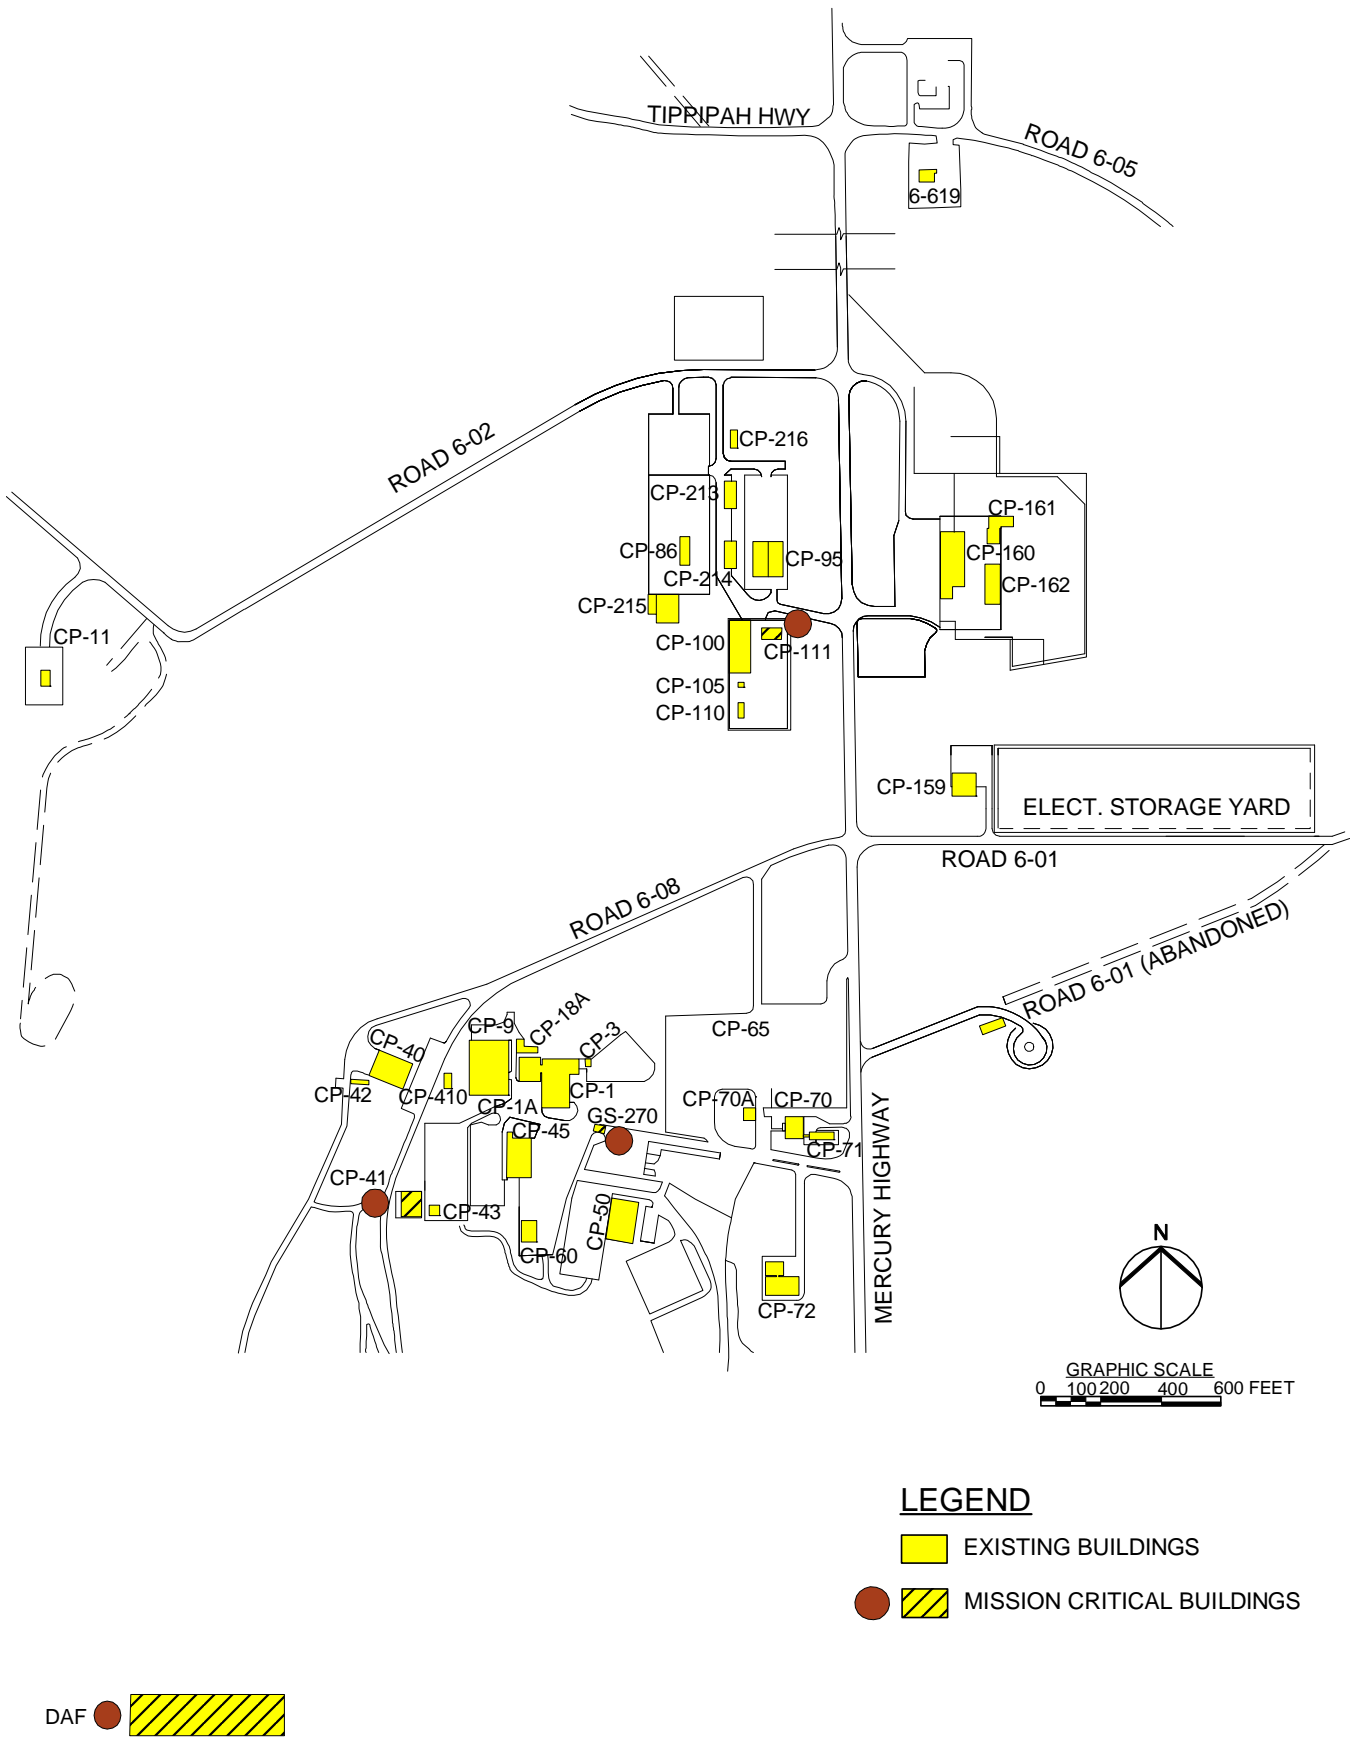 TIPPIPAH HWY
ROAD 6-05
6-619
ROAD 6-02
CP-216
CP-213
CP-161
CP-86
CP-95
CP-160
CP-214
CP-162
CP-215
CP-11
CP-100
CP-111
CP-105
CP-110
CP-159
ELECT. STORAGE YARD
ROAD 6-01
ROAD 6-08
ROAD 6-01 (ABANDONED)
CP-9
CP-18A
CP-3
CP-65
CP-40
CP-42
CP-410
CP-1
CP-1A
GS-270
CP-70A
CP-70
CP-45
CP-71
MERCURY HIGHWAY
CP-41
CP-43
CP-50
CP-60
CP-72
N
GRAPHIC SCALE
0 100 200 400 600 FEET
LEGEND
EXISTING BUILDINGS
MISSION CRITICAL BUILDINGS
DAF